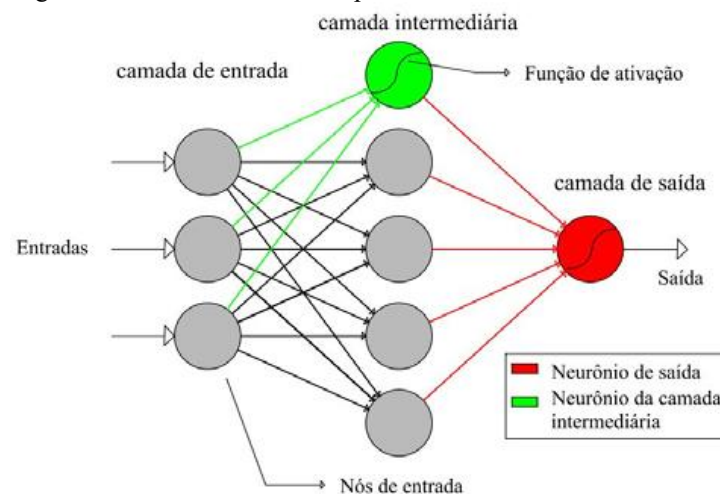 camada intermediária
camada de entrada
Função de ativação
camada de saída
Entradas
Saída
Neurônio de saída
Neurônio da camada
intermediária
Nós de entrada